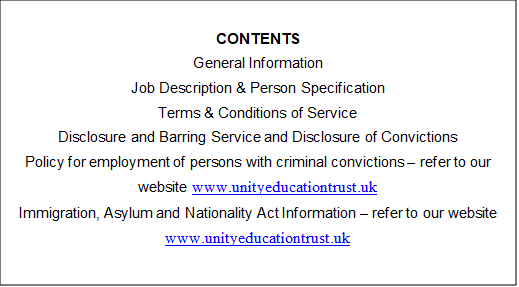 CONTENTS
General Information
Job Description & Person Specification
Terms & Conditions of Service
Disclosure and Barring Service and Disclosure of Convictions
Policy for employment of persons with criminal convictions – refer to our
website www.unityeducationtrust.uk
Immigration, Asylum and Nationality Act Information – refer to our website
www.unityeducationtrust.uk